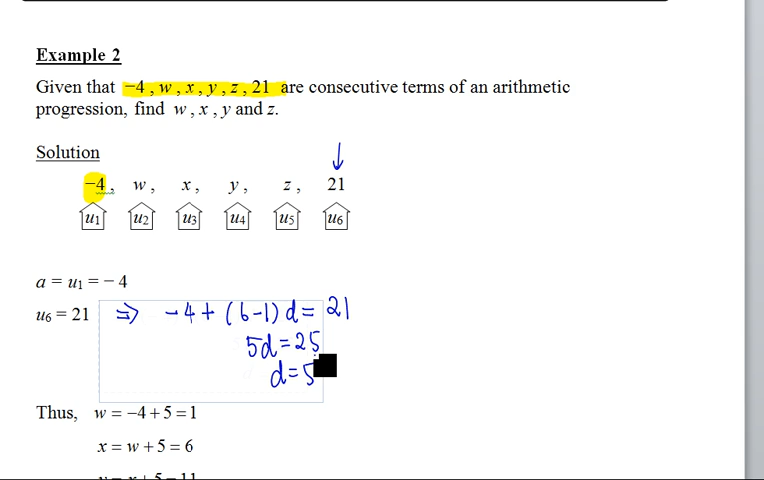 Example 2
Given that −4 , w , x , y , z , 21 are consecutive terms of an arithmetic
progression, find w , x , y and z.
Solution
−4 , w , x , y , z , 21
u1 u2 u3 u4 u5 u6
a = u1 = − 4
u6 = 21 ⇒ −4 + (6−1) d = 21
5d = 25
d = 5
Thus, w = −4 + 5 = 1
x = w + 5 = 6
y = x + 5 = 11